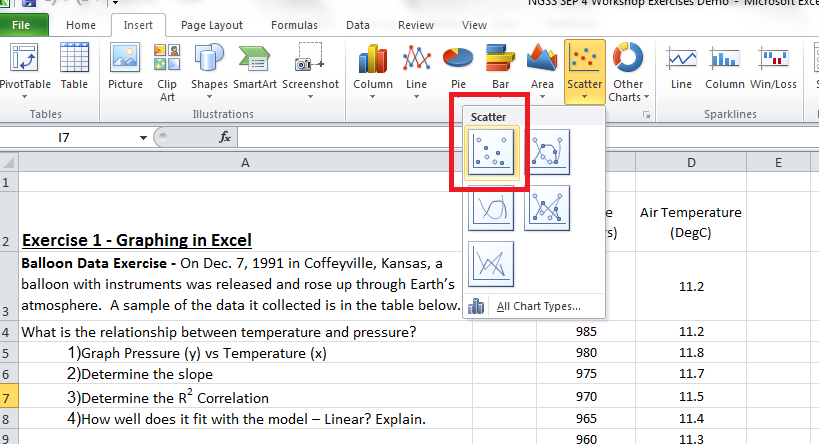 NGSS SEP 4 Workshop Exercises Demo - Microsoft Exce
File Home Insert Page Layout Formulas Data Review View
PivotTable Table Picture Clip Art Shapes SmartArt Screenshot Column Line Pie Bar Area Scatter Other Charts Line Column Win/Loss
Tables Illustrations Sparklines
I7 fx
Scatter
A D E
1
2 Exercise 1 - Graphing in Excel
Air Temperature
(DegC)
3 Balloon Data Exercise - On Dec. 7, 1991 in Coffeyville, Kansas, a
balloon with instruments was released and rose up through Earth's
atmosphere. A sample of the data it collected is in the table below.
11.2
All Chart Types...
4 What is the relationship between temperature and pressure? 985 11.2
5 1)Graph Pressure (y) vs Temperature (x) 980 11.8
6 2)Determine the slope 975 11.7
7 3)Determine the R2 Correlation 970 11.5
8 4)How well does it fit with the model – Linear? Explain. 965 11.4
9 960 11.3